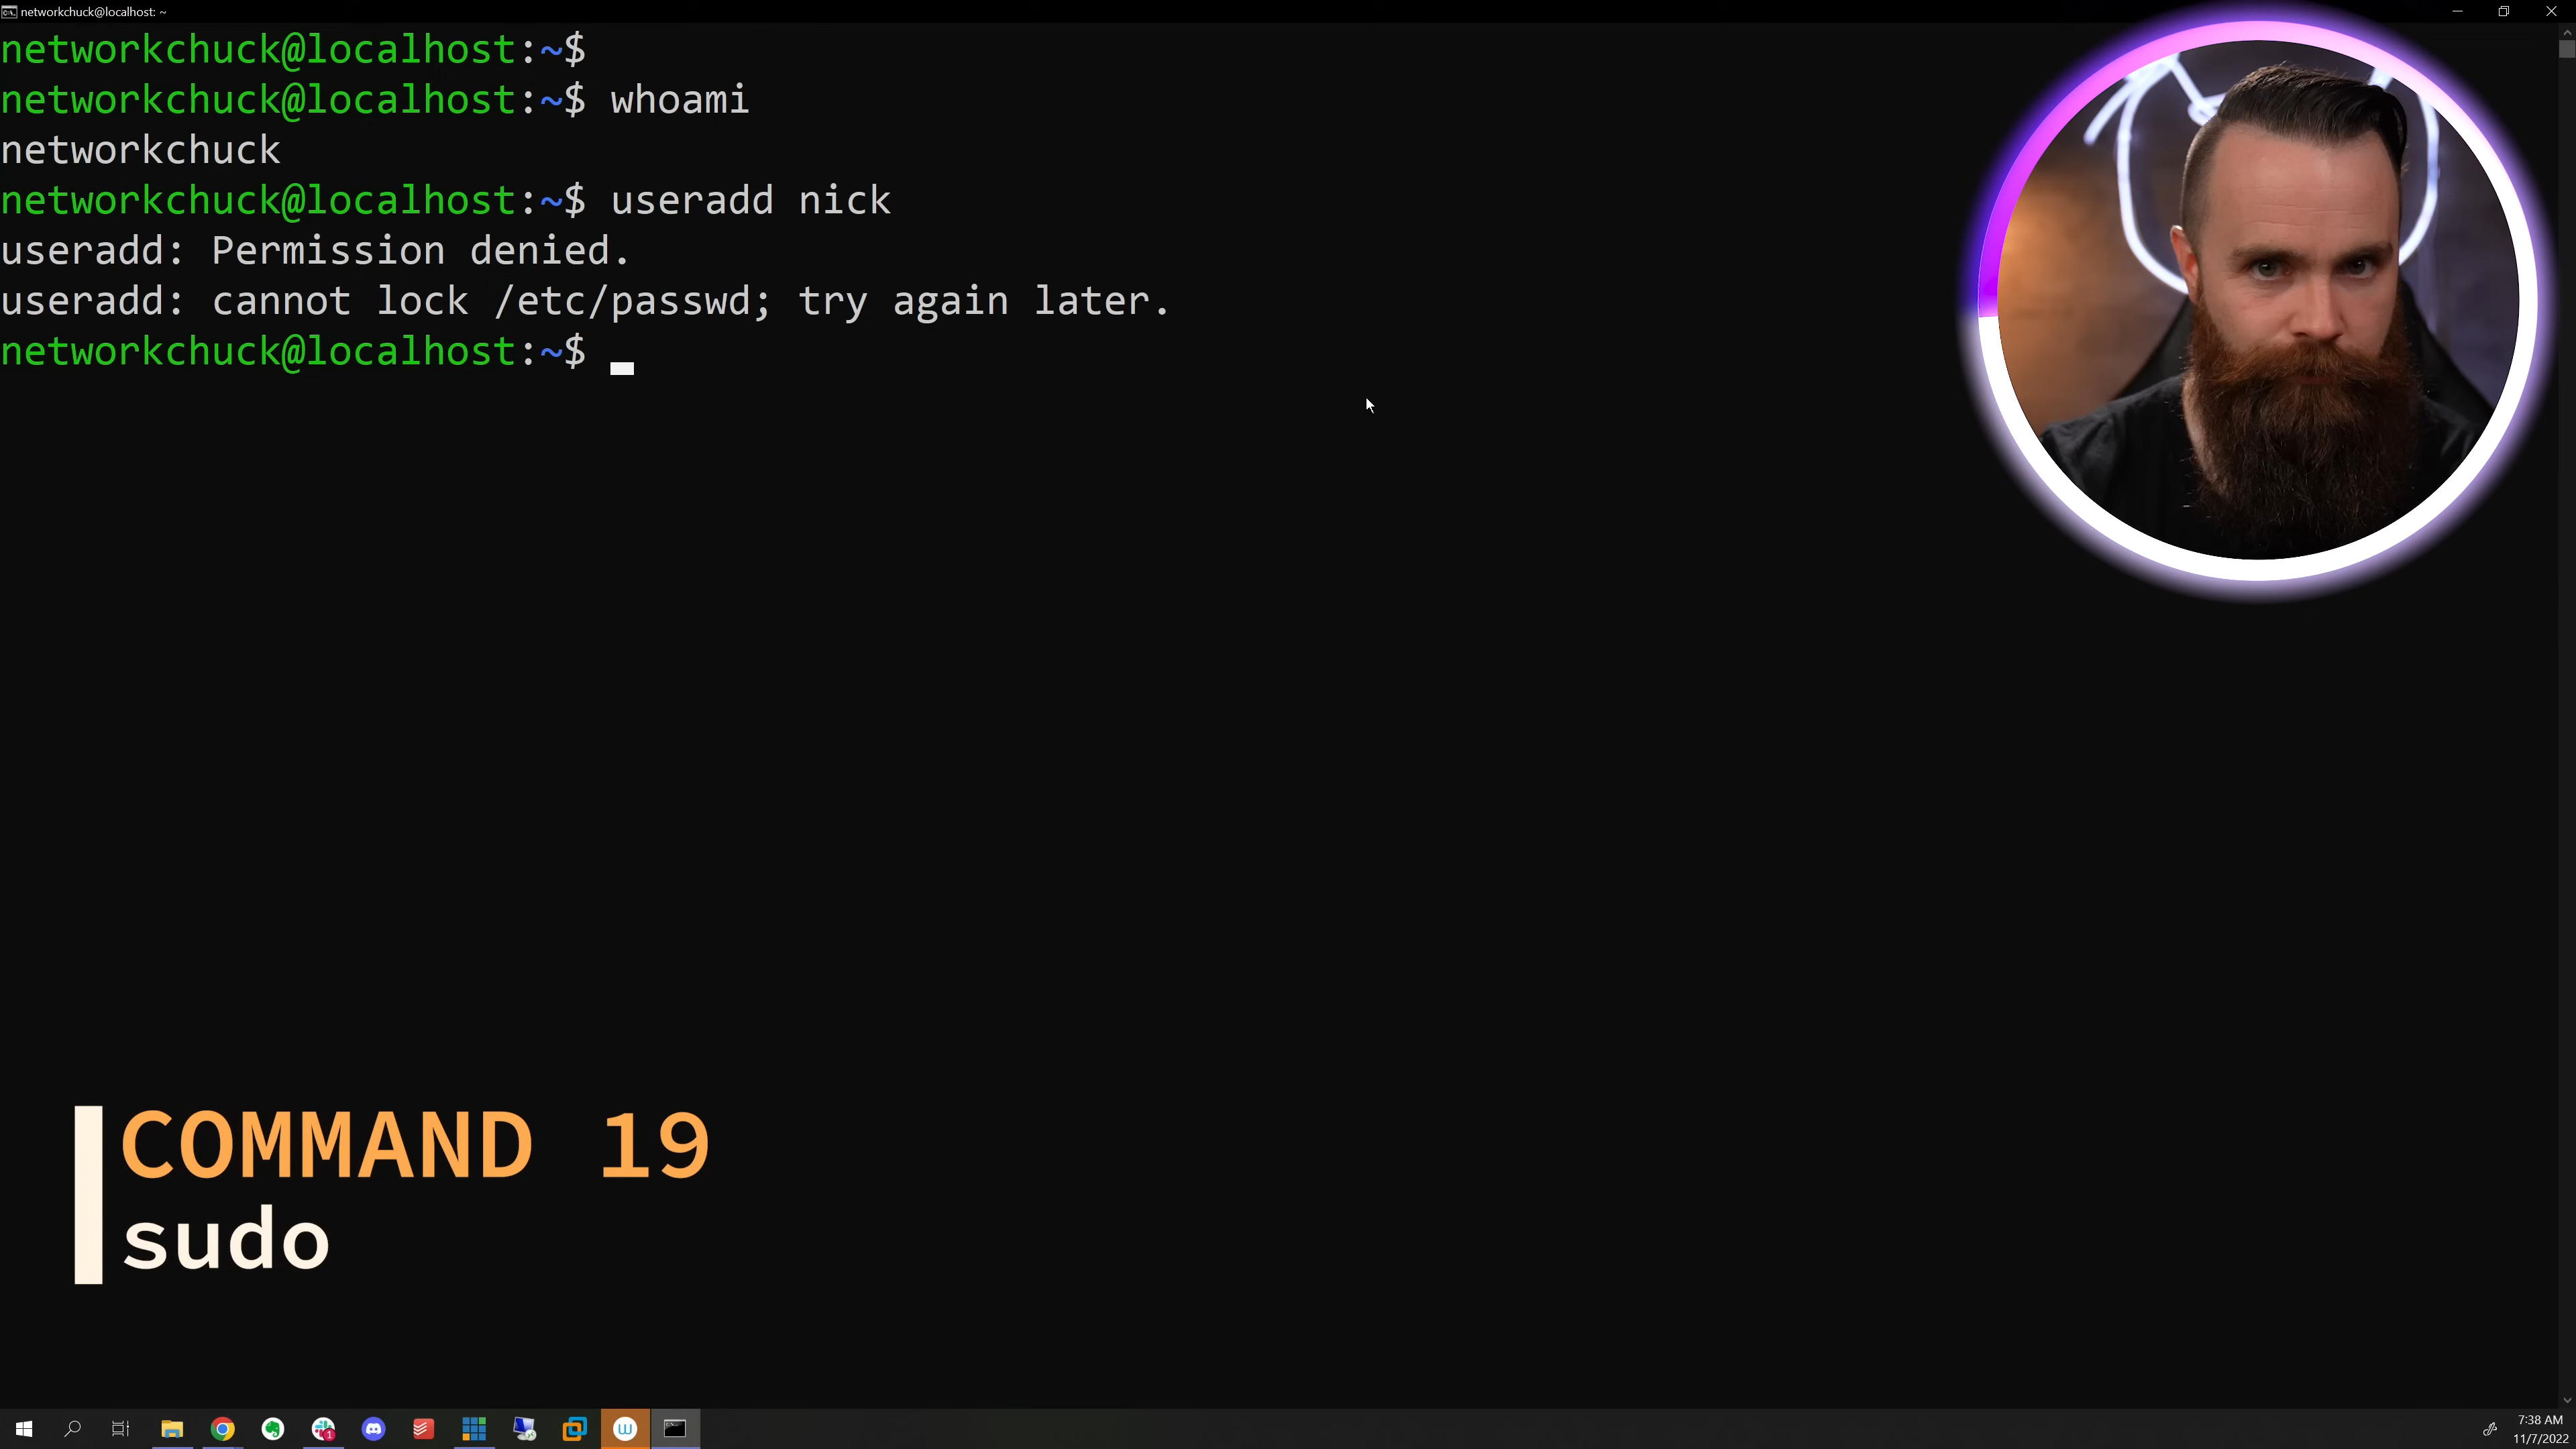 networkchuck@localhost: ~
networkchuck@localhost:~$
networkchuck@localhost:~$ whoami
networkchuck
networkchuck@localhost:~$ useradd nick
useradd: Permission denied.
useradd: cannot lock /etc/passwd; try again later.
networkchuck@localhost:~$
COMMAND 19
sudo
1
w
7:38 AM
11/7/2022